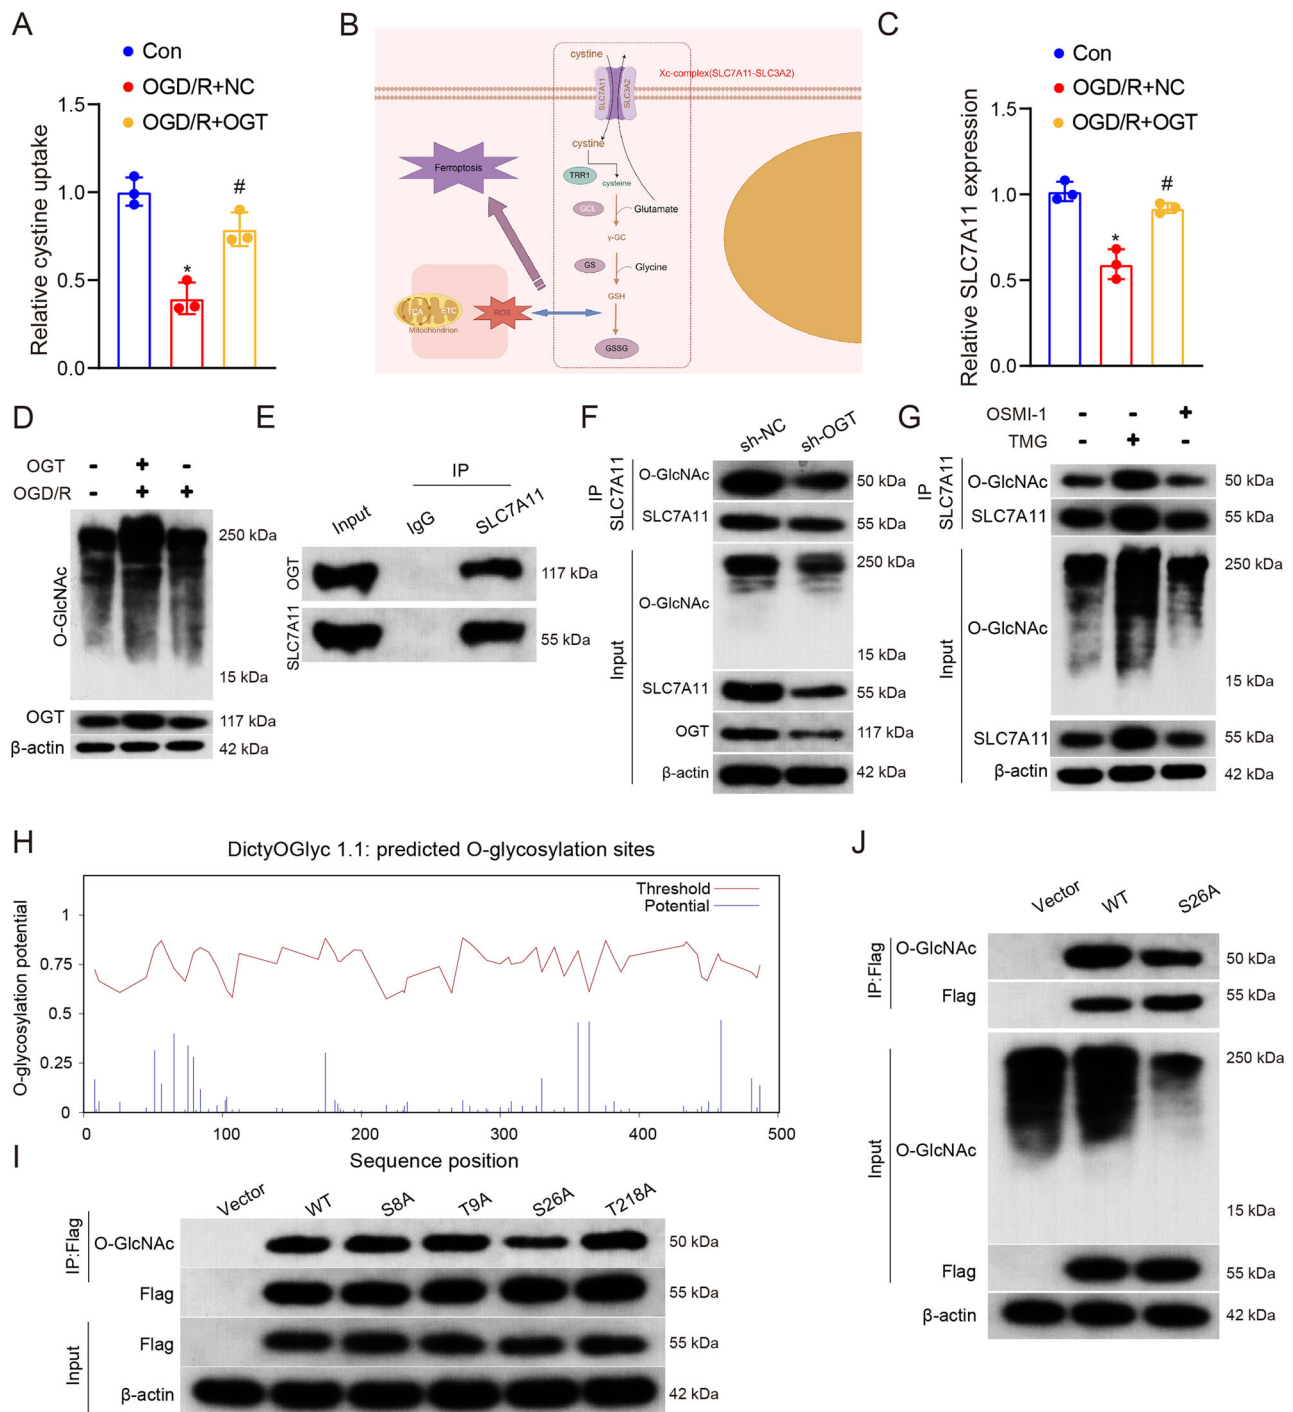 A
Con
OGD/R+NC
OGD/R+OGT
Relative cystine uptake
1.5
1.0
0.5
0.0
*
#
B
cystine
Xc-complex(SLC7A11-SLC3A2)
SLC7A11
SLC3A2
cystine
TRR1
cysteine
Ferroptosis
GCL
Glutamate
γ-GC
GS
Glycine
GSH
TCA
ETC
Mitochondrion
ROS
GSSG
C
Con
OGD/R+NC
OGD/R+OGT
Relative SLC7A11 expression
1.5
1.0
0.5
0.0
*
#
D
OGT - + -
OGD/R - + +
O-GlcNAc
250 kDa
15 kDa
OGT
117 kDa
β-actin
42 kDa
E
IP
Input
IgG
SLC7A11
OGT
117 kDa
SLC7A11
55 kDa
F
sh-NC
sh-OGT
IP
SLC7A11
O-GlcNAc
50 kDa
SLC7A11
55 kDa
Input
O-GlcNAc
250 kDa
15 kDa
SLC7A11
55 kDa
OGT
117 kDa
β-actin
42 kDa
G
OSMI-1 - - +
TMG - + -
IP
SLC7A11
O-GlcNAc
50 kDa
SLC7A11
55 kDa
Input
O-GlcNAc
250 kDa
15 kDa
SLC7A11
55 kDa
β-actin
42 kDa
H
DictyOGlyc 1.1: predicted O-glycosylation sites
Threshold
Potential
O-glycosylation potential
1
0.75
0.5
0.25
0
0 100 200 300 400 500
Sequence position
I
Vector
WT
S8A
T9A
S26A
T218A
IP:Flag
O-GlcNAc
50 kDa
Flag
55 kDa
Input
Flag
55 kDa
β-actin
42 kDa
J
Vector
WT
S26A
IP:Flag
O-GlcNAc
50 kDa
Flag
55 kDa
Input
O-GlcNAc
250 kDa
15 kDa
Flag
55 kDa
β-actin
42 kDa